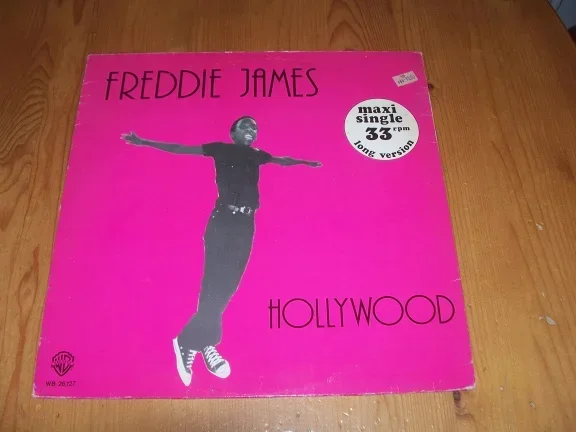 FREDDIE JAMES
maxi
single
33 rpm
long version
HOLLYWOOD